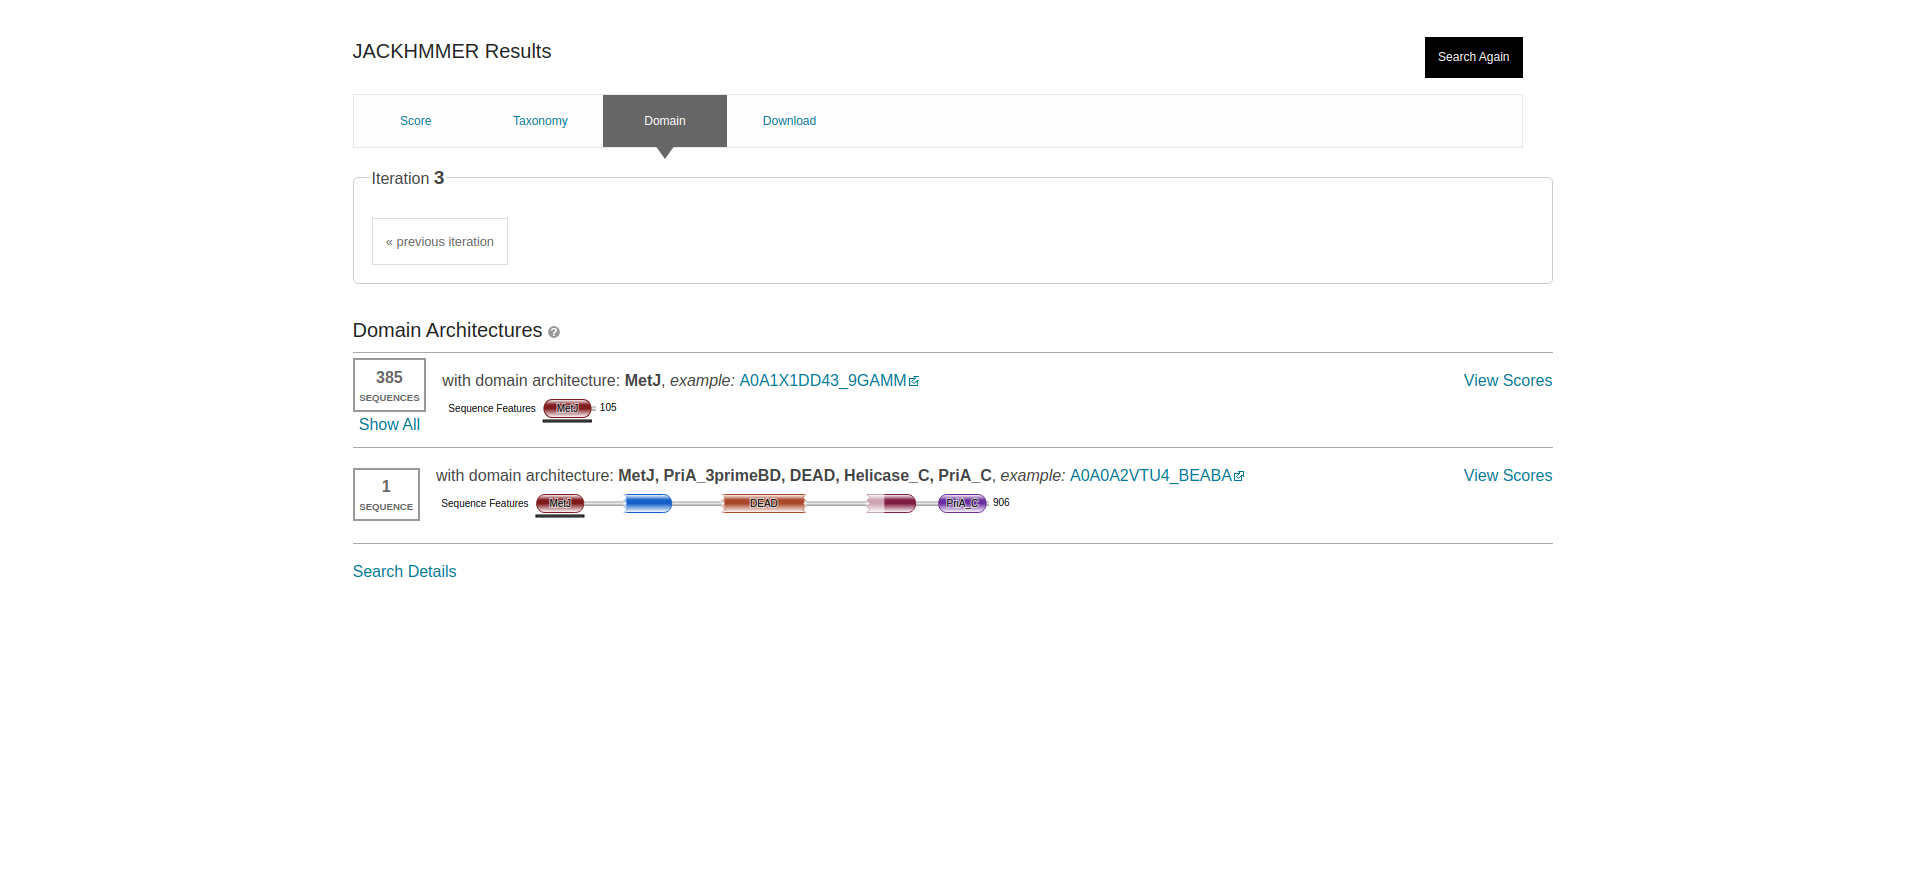 JACKHMMER Results
Search Again
Score Taxonomy Domain Download
Iteration 3
« previous iteration
Domain Architectures ?
385
SEQUENCES
Show All
with domain architecture: MetJ, example: A0A1X1DD43_9GAMM
View Scores
Sequence Features MetJ 105
1
SEQUENCE
with domain architecture: MetJ, PriA_3primeBD, DEAD, Helicase_C, PriA_C, example: A0A0A2VTU4_BEABA
View Scores
Sequence Features MetJ DEAD PriA_C 906
Search Details